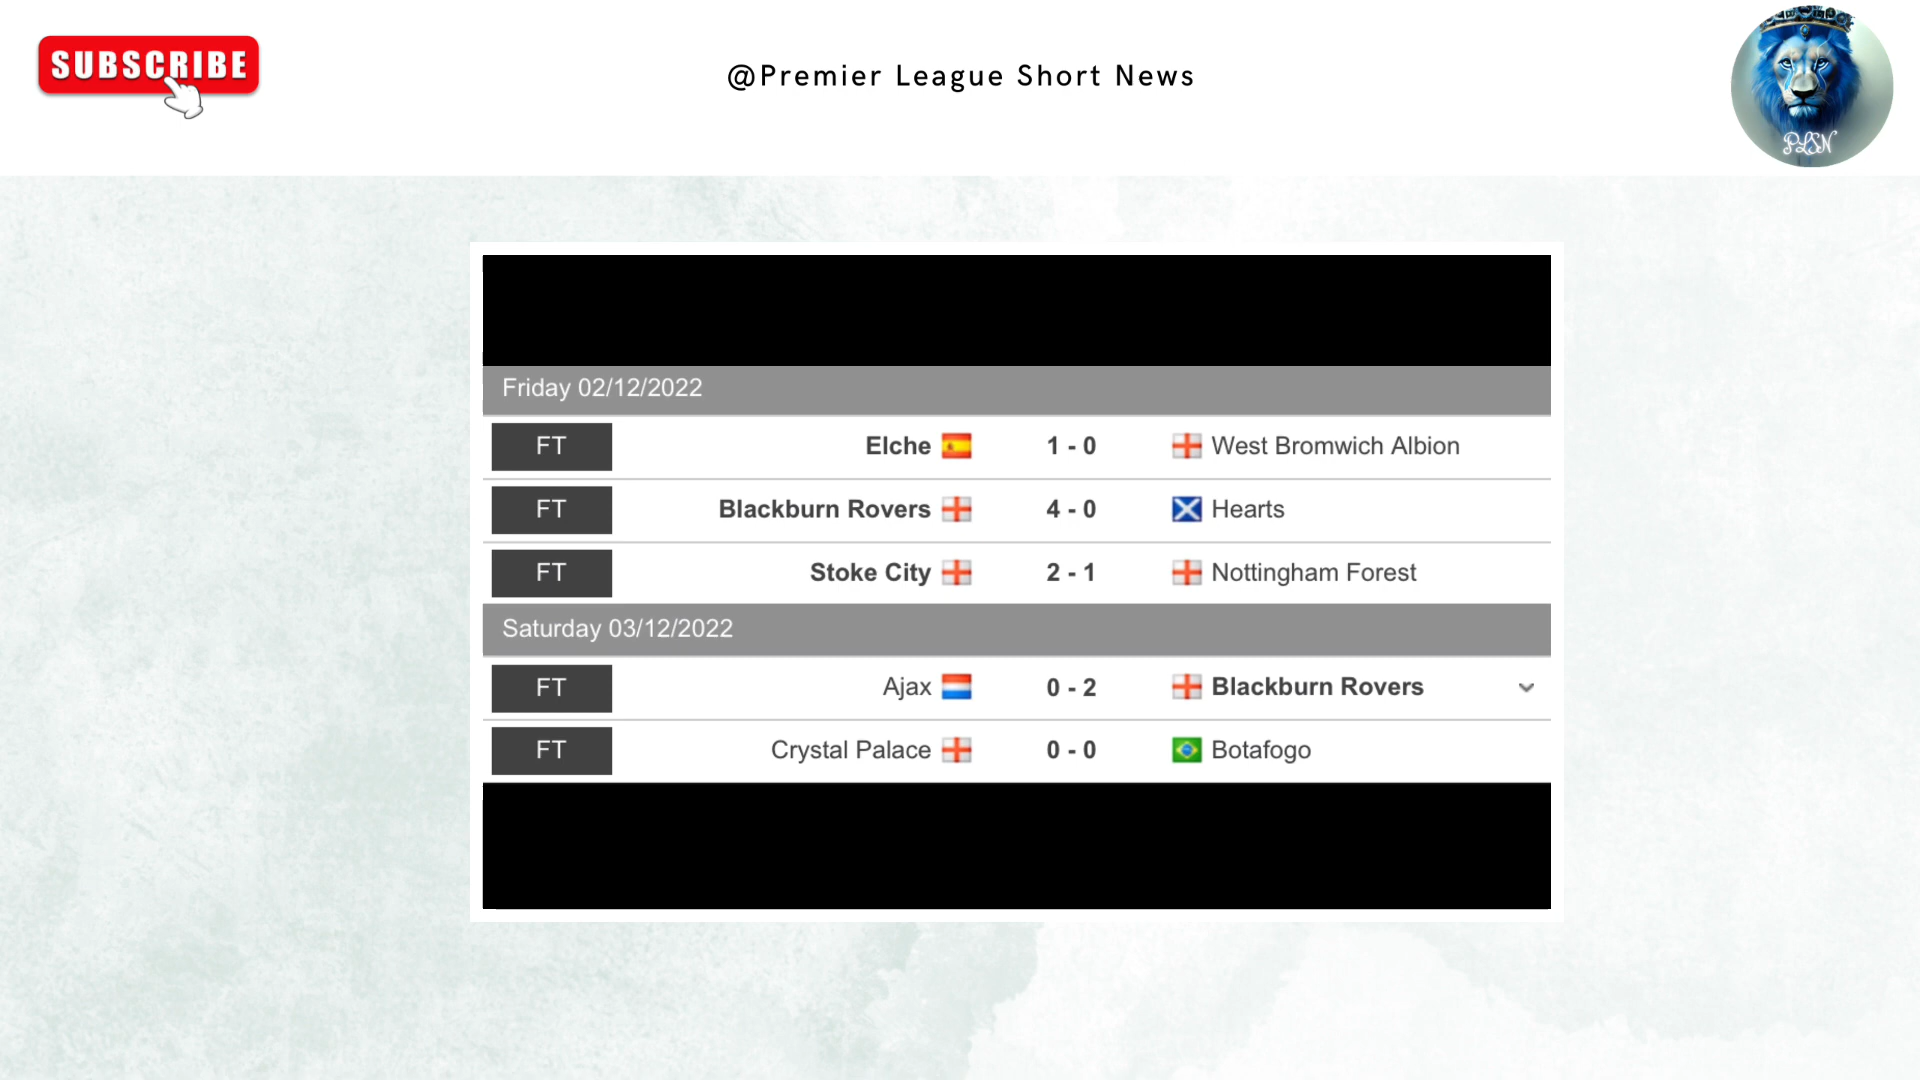 SUBSCRIBE
@Premier League Short News
PLSN
Friday 02/12/2022
FT Elche 1 - 0 West Bromwich Albion
FT Blackburn Rovers 4 - 0 Hearts
FT Stoke City 2 - 1 Nottingham Forest
Saturday 03/12/2022
FT Ajax 0 - 2 Blackburn Rovers
FT Crystal Palace 0 - 0 Botafogo